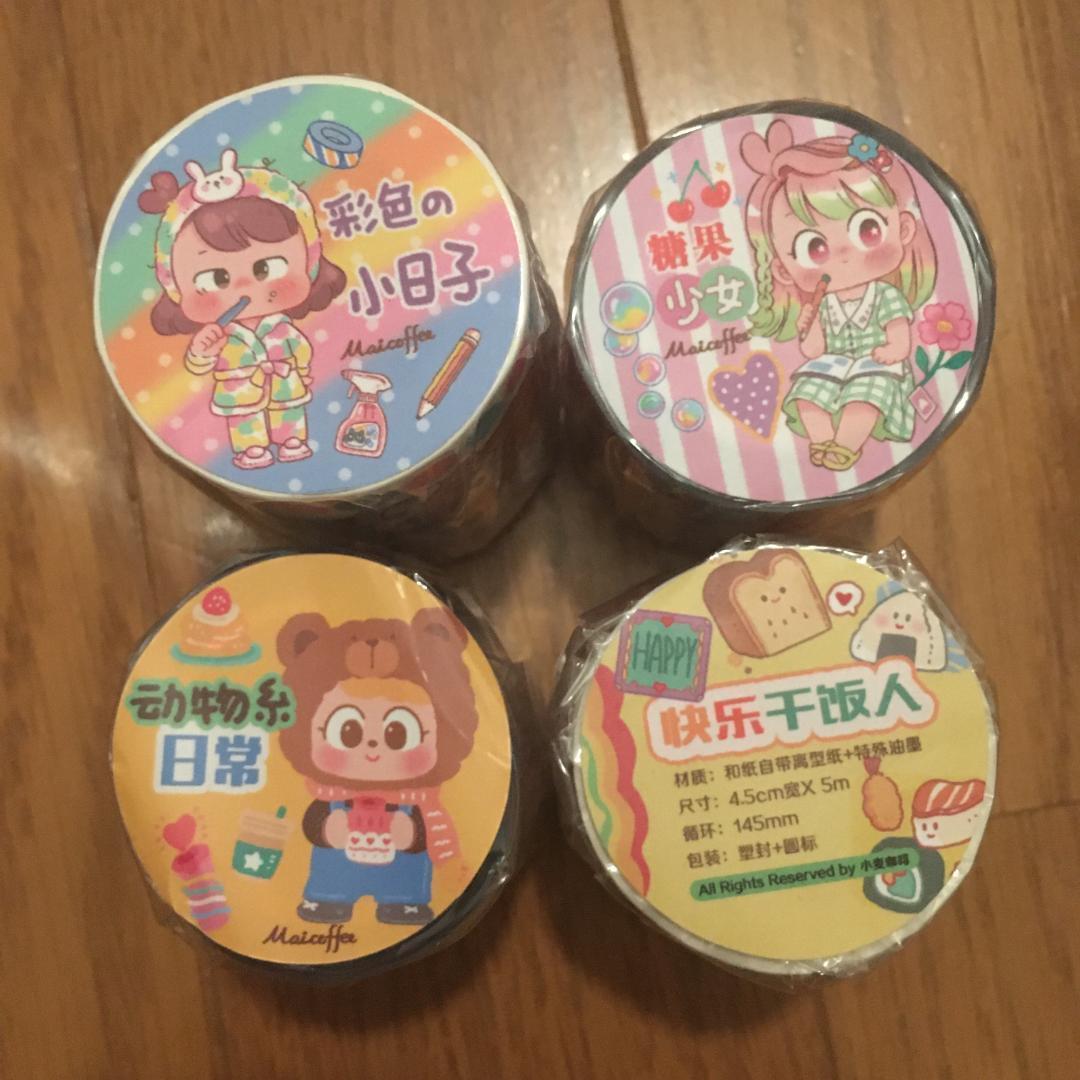 彩色の
小日子
Maicoffee
糖果
少女
Maicoffee
动物系
日常
Maicoffee
HAPPY
快乐干饭人
材质：和纸自带离型纸+特殊油墨
尺寸：4.5cm宽X 5m
循环：145mm
包装：塑封+圆标
All Rights Reserved by 小麦咖啡